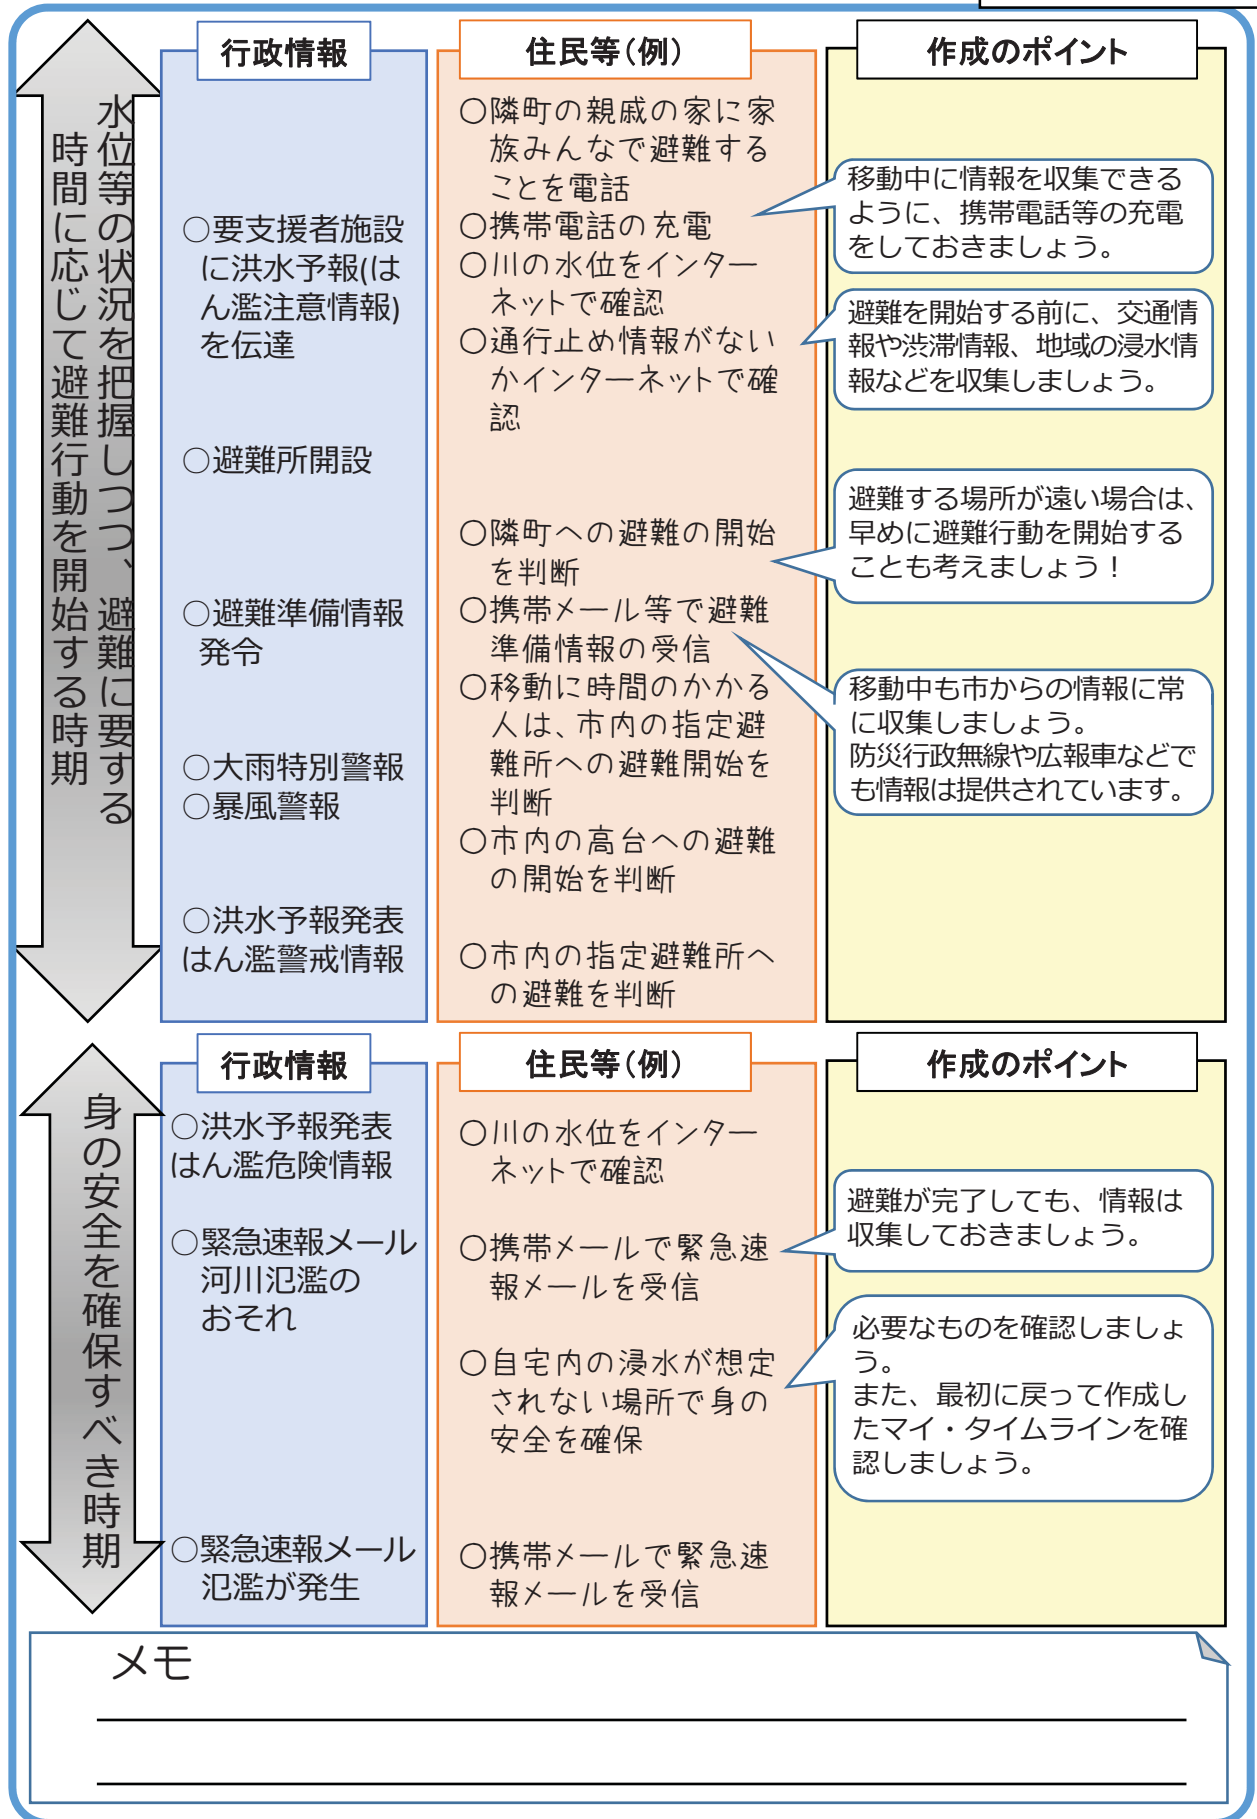 水位等の状況を把握しつつ、避難に要する
時間に応じて避難行動を開始する時期
行政情報
○要支援者施設
に洪水予報(は
ん濫注意情報)
を伝達
○避難所開設
○避難準備情報
発令
○大雨特別警報
○暴風警報
○洪水予報発表
はん濫警戒情報
住民等(例)
○隣町の親戚の家に家
族みんなで避難する
ことを電話
○携帯電話の充電
○川の水位をインター
ネットで確認
○通行止め情報がない
かインターネットで確
認
○隣町への避難の開始
を判断
○携帯メール等で避難
準備情報の受信
○移動に時間のかかる
人は、市内の指定避
難所への避難開始を
判断
○市内の高台への避難
の開始を判断
○市内の指定避難所へ
の避難を判断
作成のポイント
移動中に情報を収集できる
ように、携帯電話等の充電
をしておきましょう。
避難を開始する前に、交通情
報や渋滞情報、地域の浸水情
報などを収集しましょう。
避難する場所が遠い場合は、
早めに避難行動を開始する
ことも考えましょう！
移動中も市からの情報に常
に収集しましょう。
防災行政無線や広報車などで
も情報は提供されています。
身の安全を確保すべき時期
行政情報
○洪水予報発表
はん濫危険情報
○緊急速報メール
河川氾濫の
おそれ
○緊急速報メール
氾濫が発生
住民等(例)
○川の水位をインター
ネットで確認
○携帯メールで緊急速
報メールを受信
○自宅内の浸水が想定
されない場所で身の
安全を確保
○携帯メールで緊急速
報メールを受信
作成のポイント
避難が完了しても、情報は
収集しておきましょう。
必要なものを確認しましょ
う。
また、最初に戻って作成し
たマイ・タイムラインを確
認しましょう。
メモ